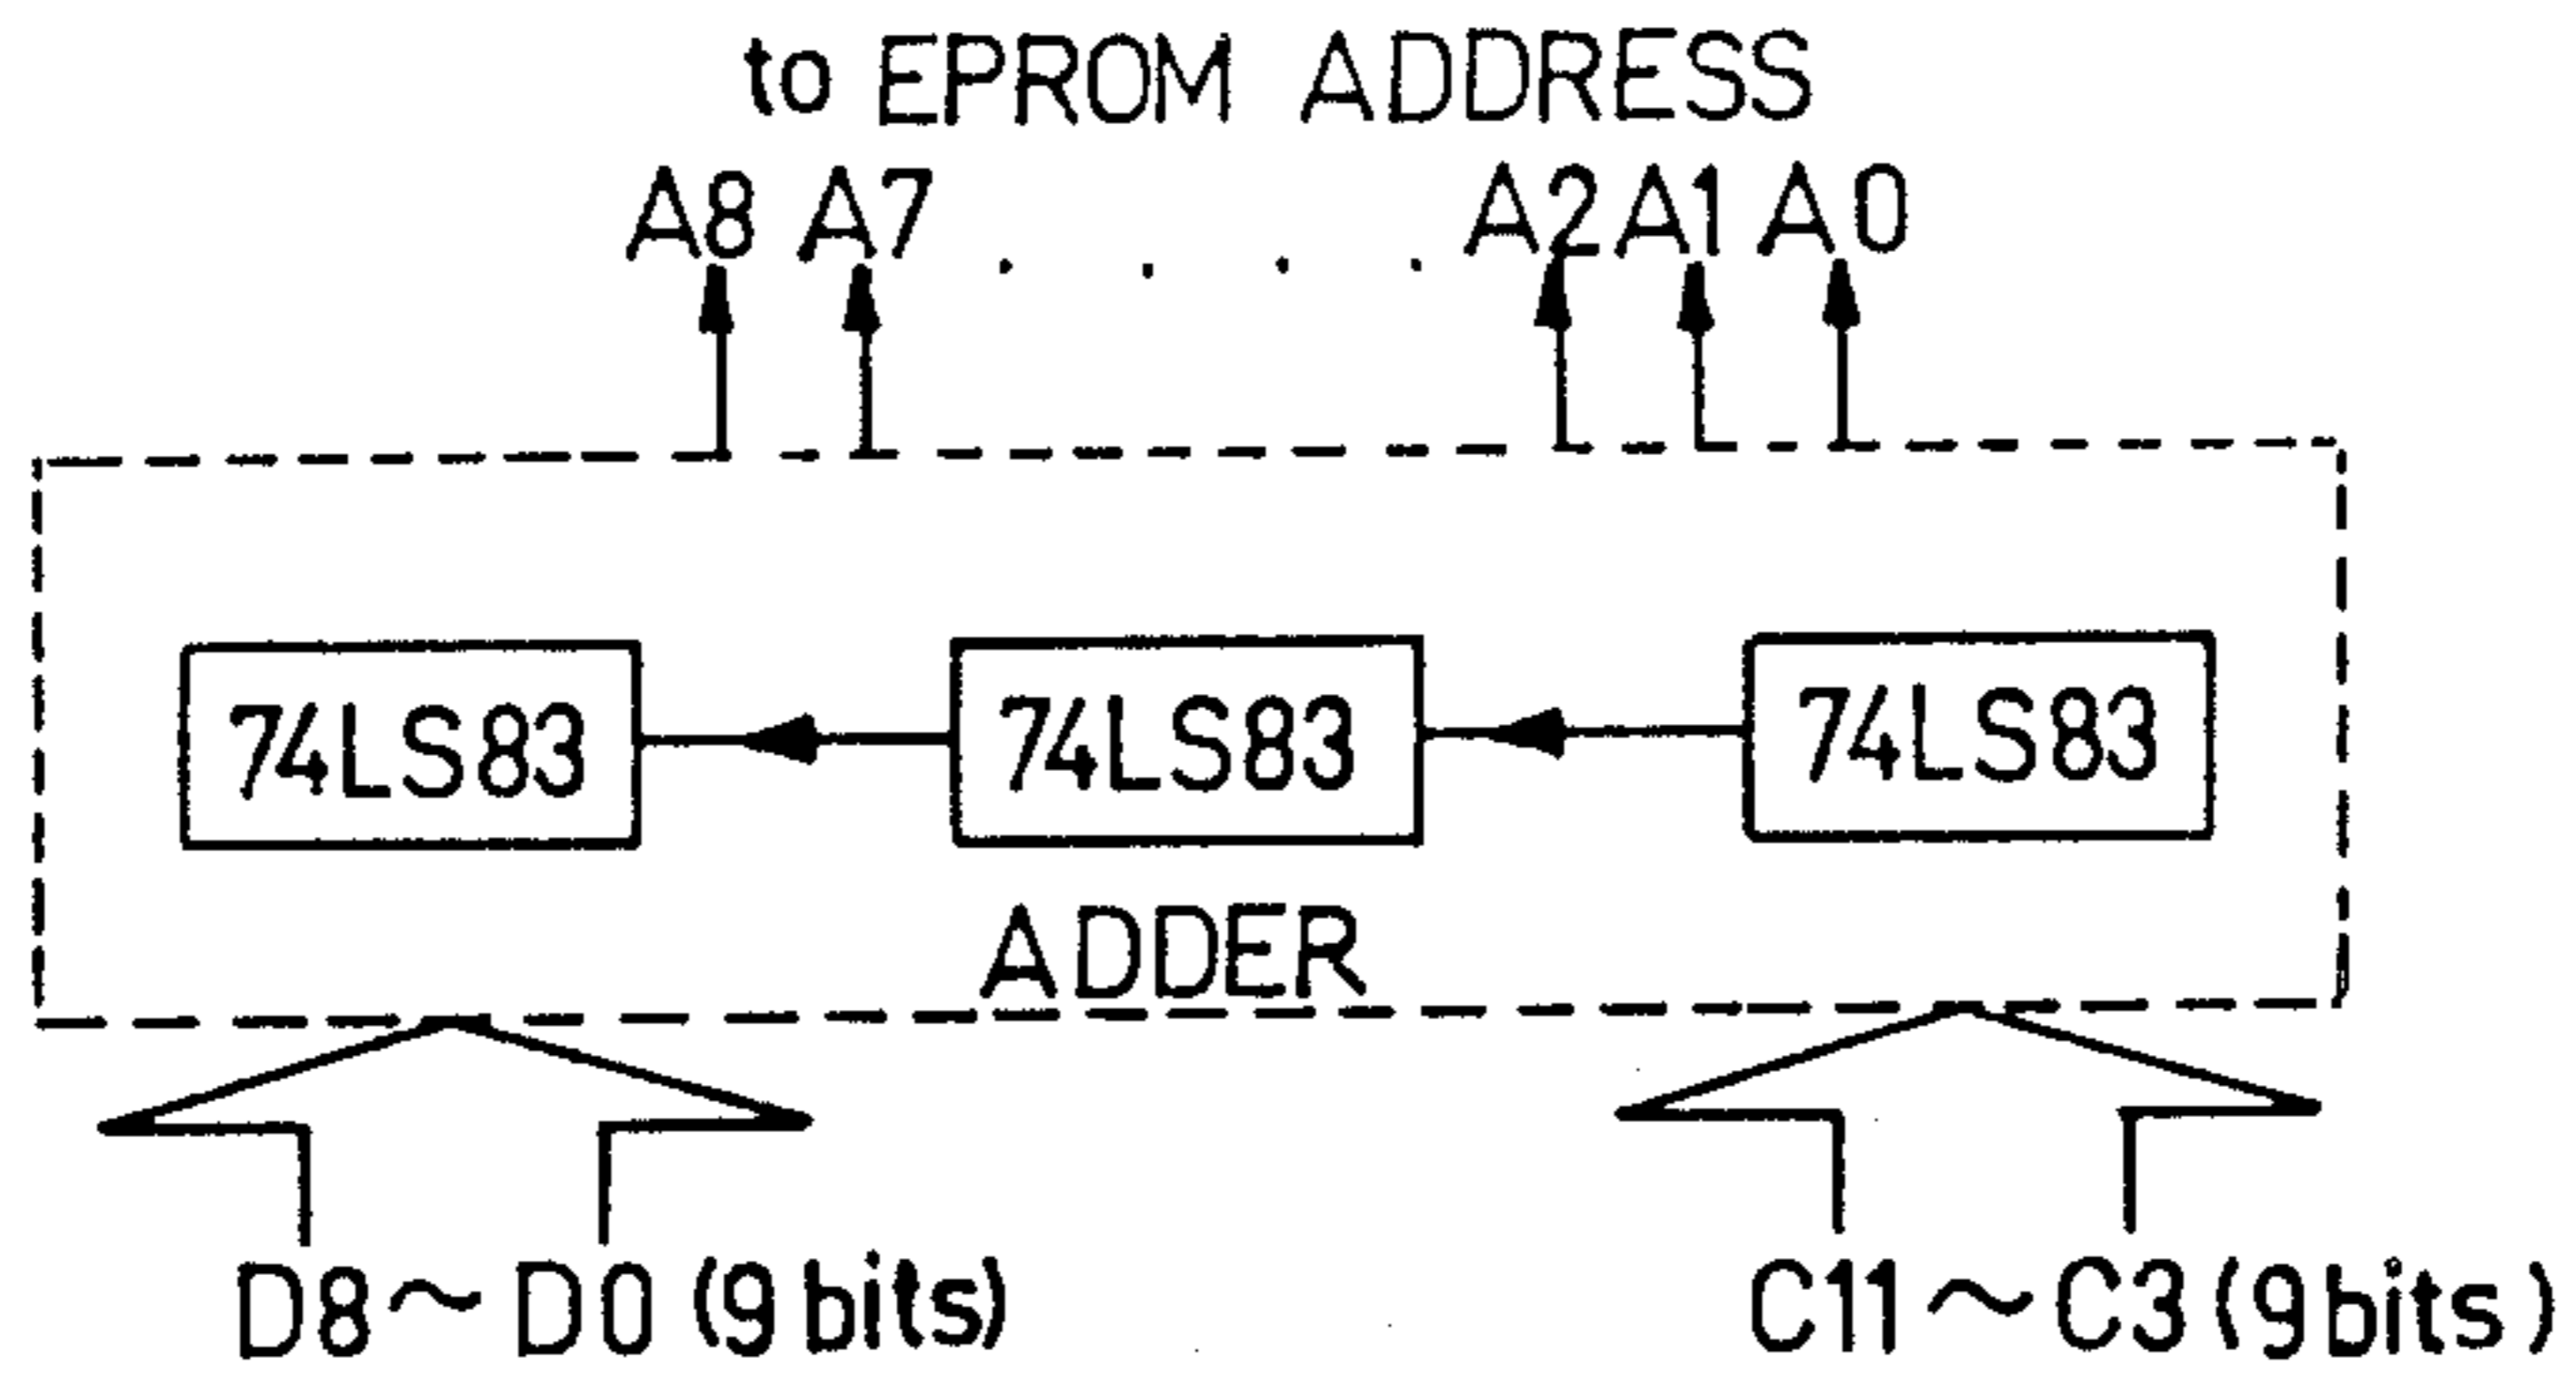 to EPROM ADDRESS
A8 A7 . . . . A2 A1 A0
74LS83 74LS83 74LS83
ADDER
D8~D0 (9 bits) C11~C3 (9 bits)